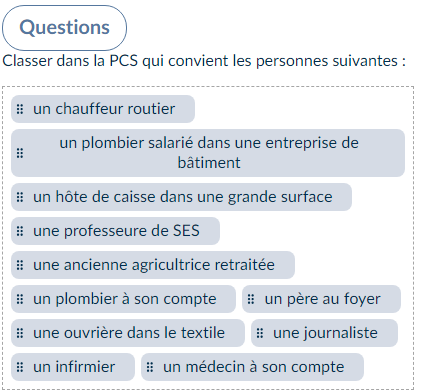 Questions
Classer dans la PCS qui convient les personnes suivantes :
un chauffeur routier
un plombier salarié dans une entreprise de
bâtiment
un hôte de caisse dans une grande surface
une professeure de SES
une ancienne agricultrice retraitée
un plombier à son compte
un père au foyer
une ouvrière dans le textile
une journaliste
un infirmier
un médecin à son compte